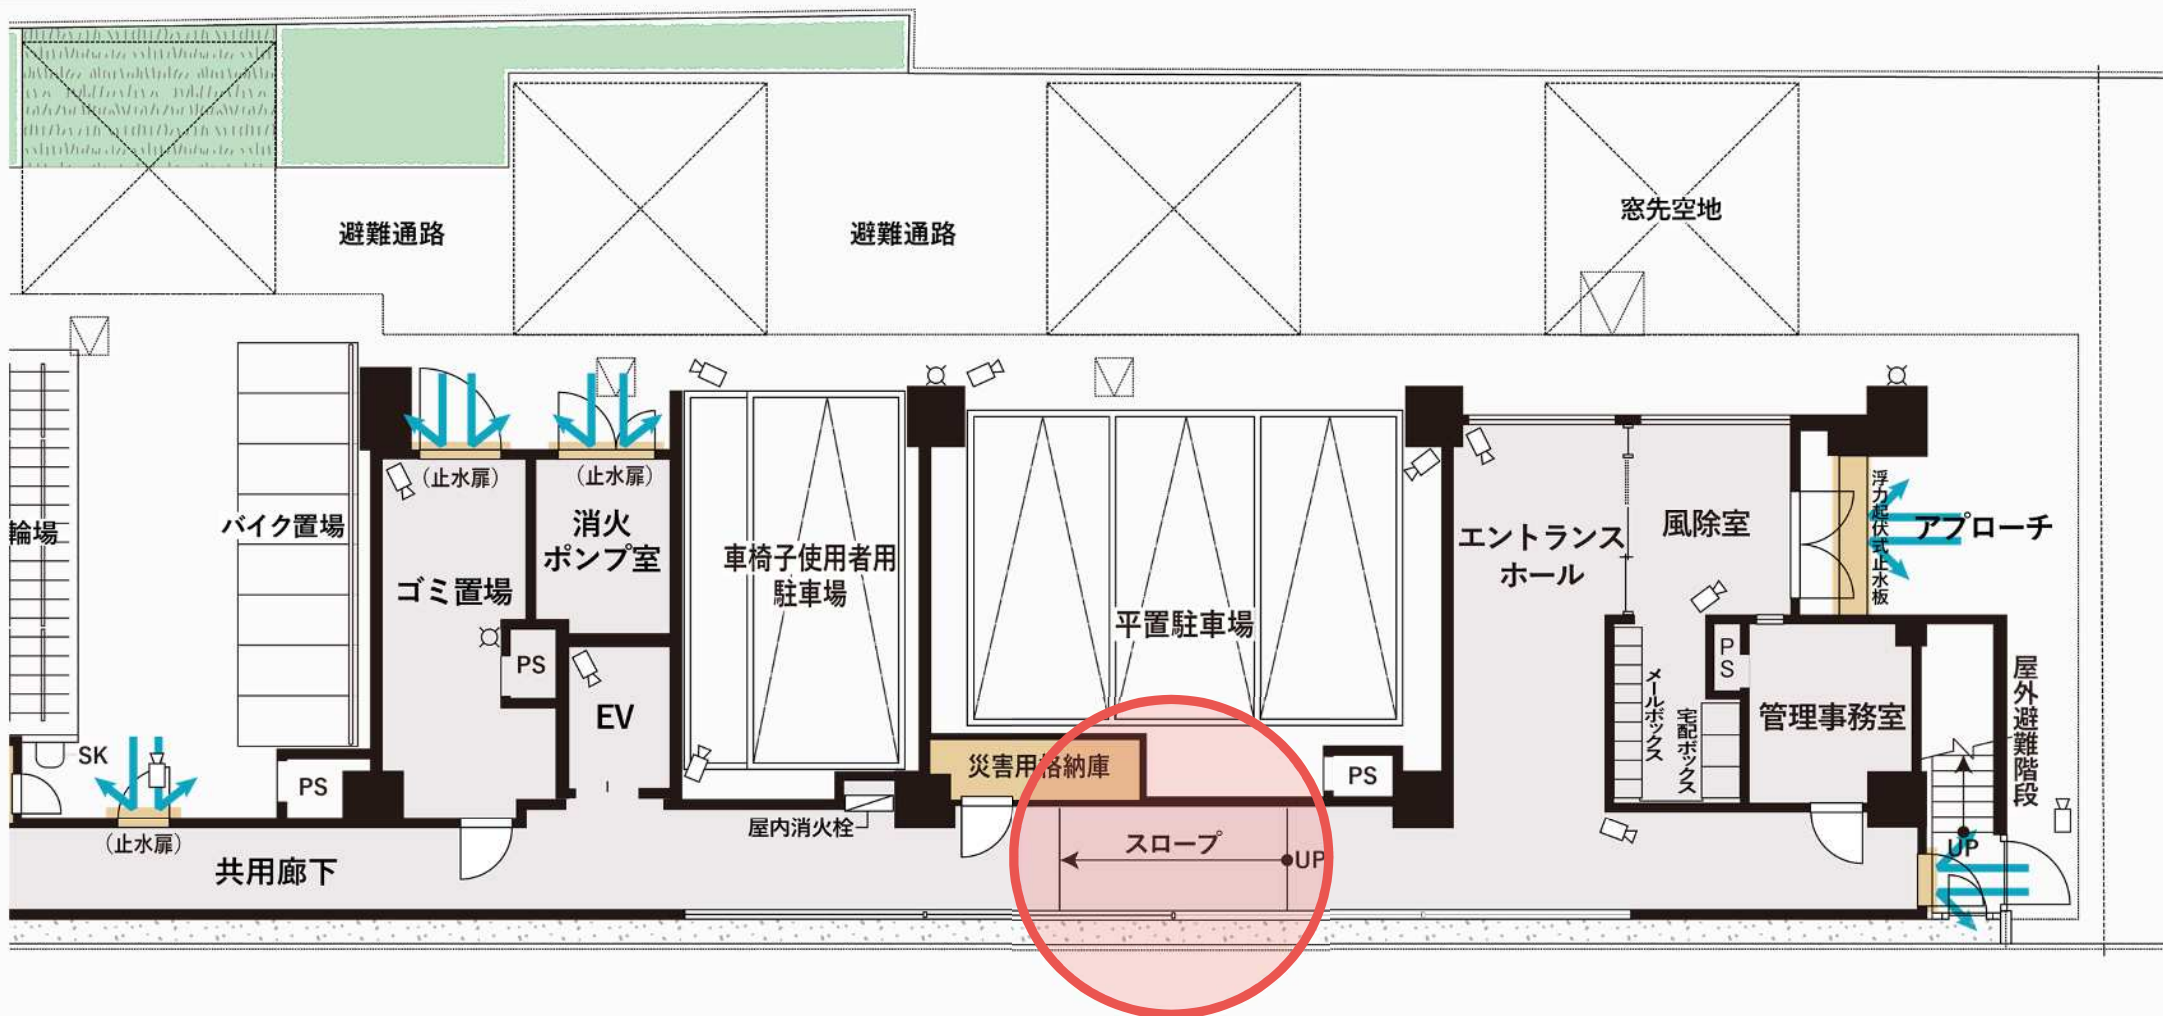 避難通路
避難通路
窓先空地
(止水扉)
(止水扉)
輪場
バイク置場
ゴミ置場
消火
ポンプ室
車椅子使用者用
駐車場
平置駐車場
エントランス
ホール
風除室
浮力起伏式止水板
アプローチ
PS
EV
PS
メールボックス
宅配ボックス
管理事務室
屋外避難階段
SK
PS
災害用格納庫
PS
屋内消火栓
(止水扉)
共用廊下
スロープ
UP
UP